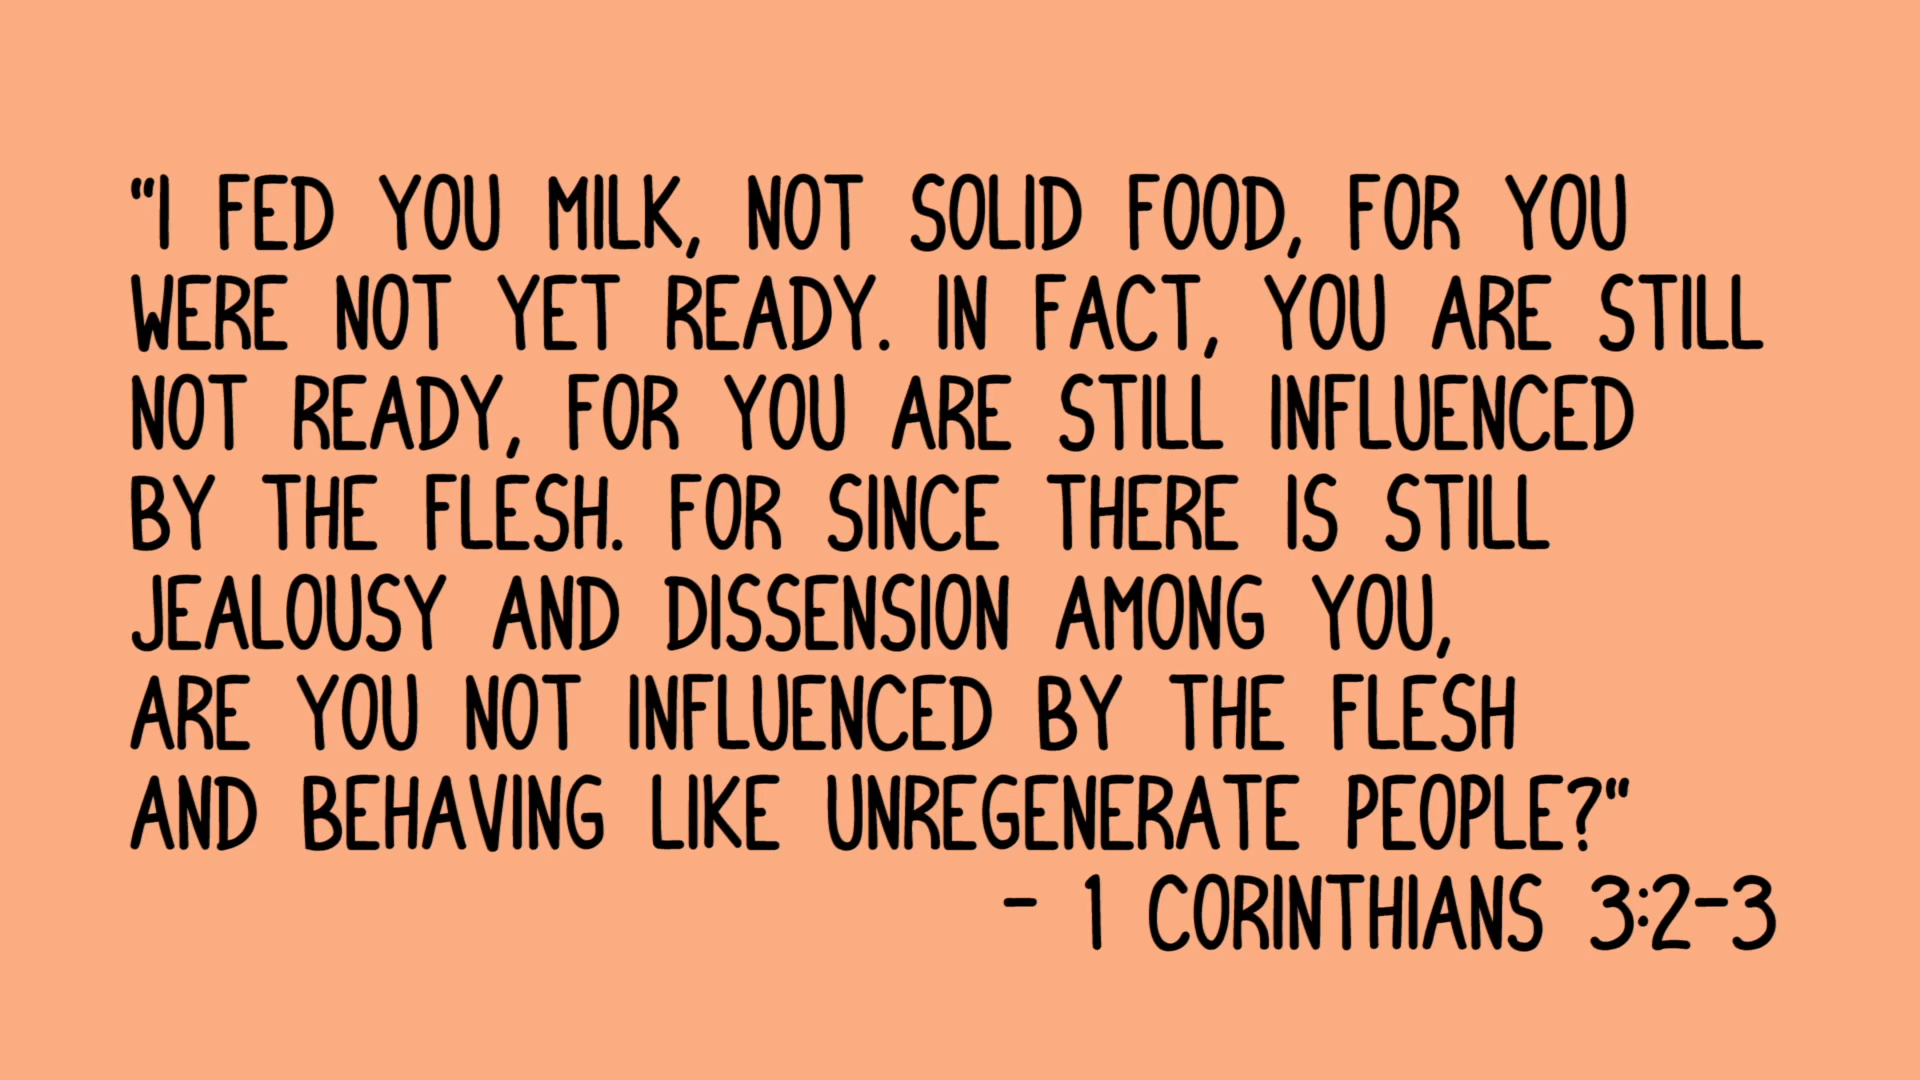 “I FED YOU MILK, NOT SOLID FOOD, FOR YOU
WERE NOT YET READY. IN FACT, YOU ARE STILL
NOT READY, FOR YOU ARE STILL INFLUENCED
BY THE FLESH. FOR SINCE THERE IS STILL
JEALOUSY AND DISSENSION AMONG YOU,
ARE YOU NOT INFLUENCED BY THE FLESH
AND BEHAVING LIKE UNREGENERATE PEOPLE?“
- 1 CORINTHIANS 3:2-3